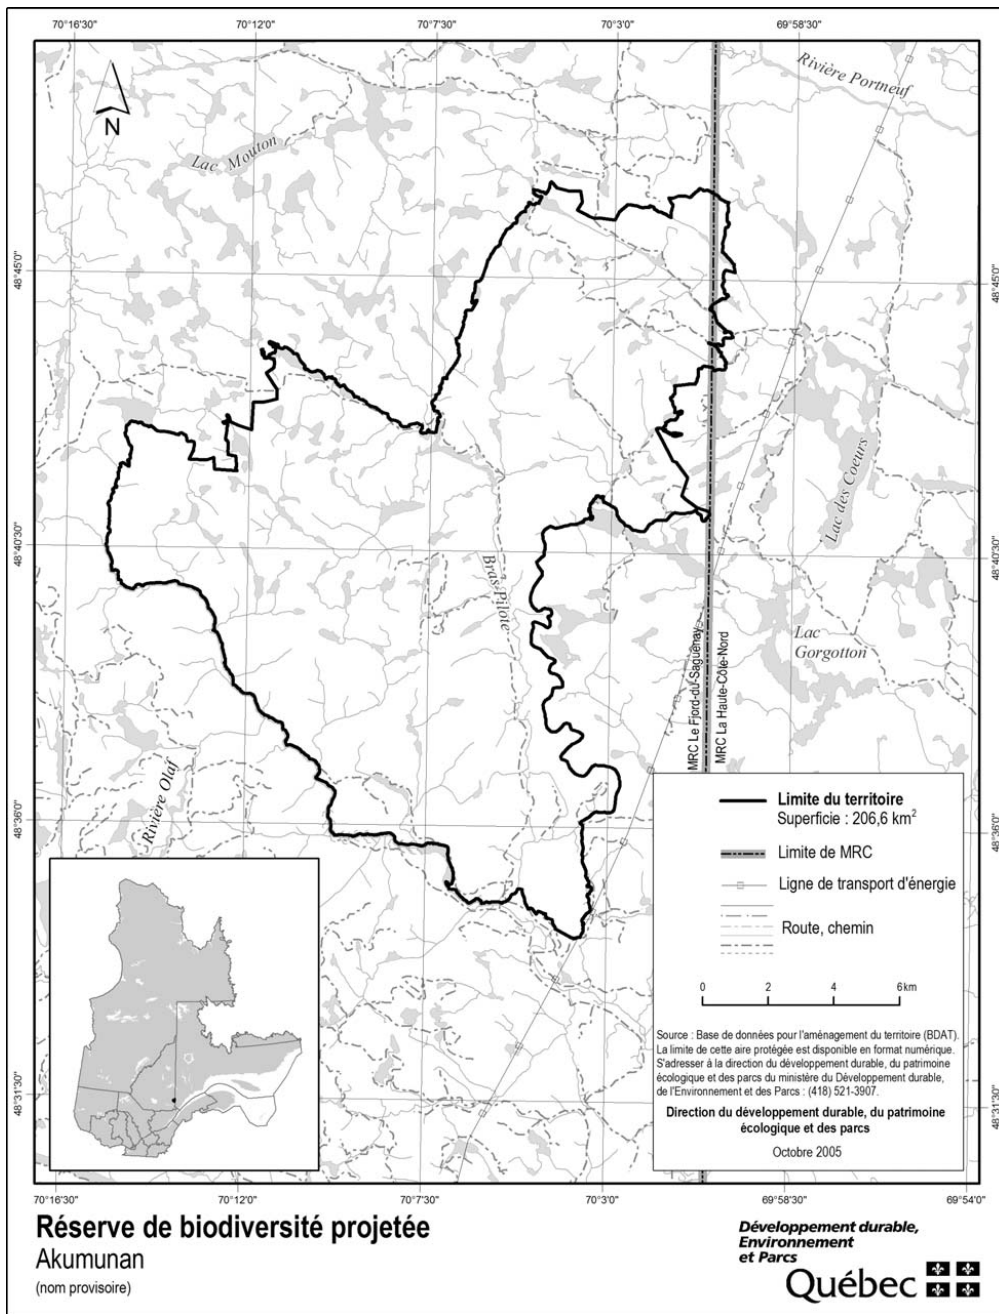 70°16'30" 70°12'0" 70°7'30" 70°3'0" 69°58'30"
Rivière Portneuf
N
Lac Mouton
48°45'0" 48°45'0"
Lac des Coeurs
48°40'30" 48°40'30"
Bras Pilote
Lac
Gorgotton
MRC Le Fjord-du-Saguenay
MRC La Haute-Côte-Nord
Rivière Olaf
48°36'0" 48°36'0"
Limite du territoire
Superficie : 206,6 km²
Limite de MRC
Ligne de transport d'énergie
Route, chemin
0 2 4 6 km
Source : Base de données pour l'aménagement du territoire (BDAT).
La limite de cette aire protégée est disponible en format numérique.
S'adresser à la direction du développement durable, du patrimoine
écologique et des parcs du ministère du Développement durable,
de l'Environnement et des Parcs : (418) 521-3907.
Direction du développement durable, du patrimoine
écologique et des parcs
Octobre 2005
48°31'30" 48°31'30"
70°16'30" 70°12'0" 70°7'30" 70°3'0" 69°58'30" 69°54'0"
Réserve de biodiversité projetée
Akumunan
(nom provisoire)
Développement durable,
Environnement
et Parcs
Québec